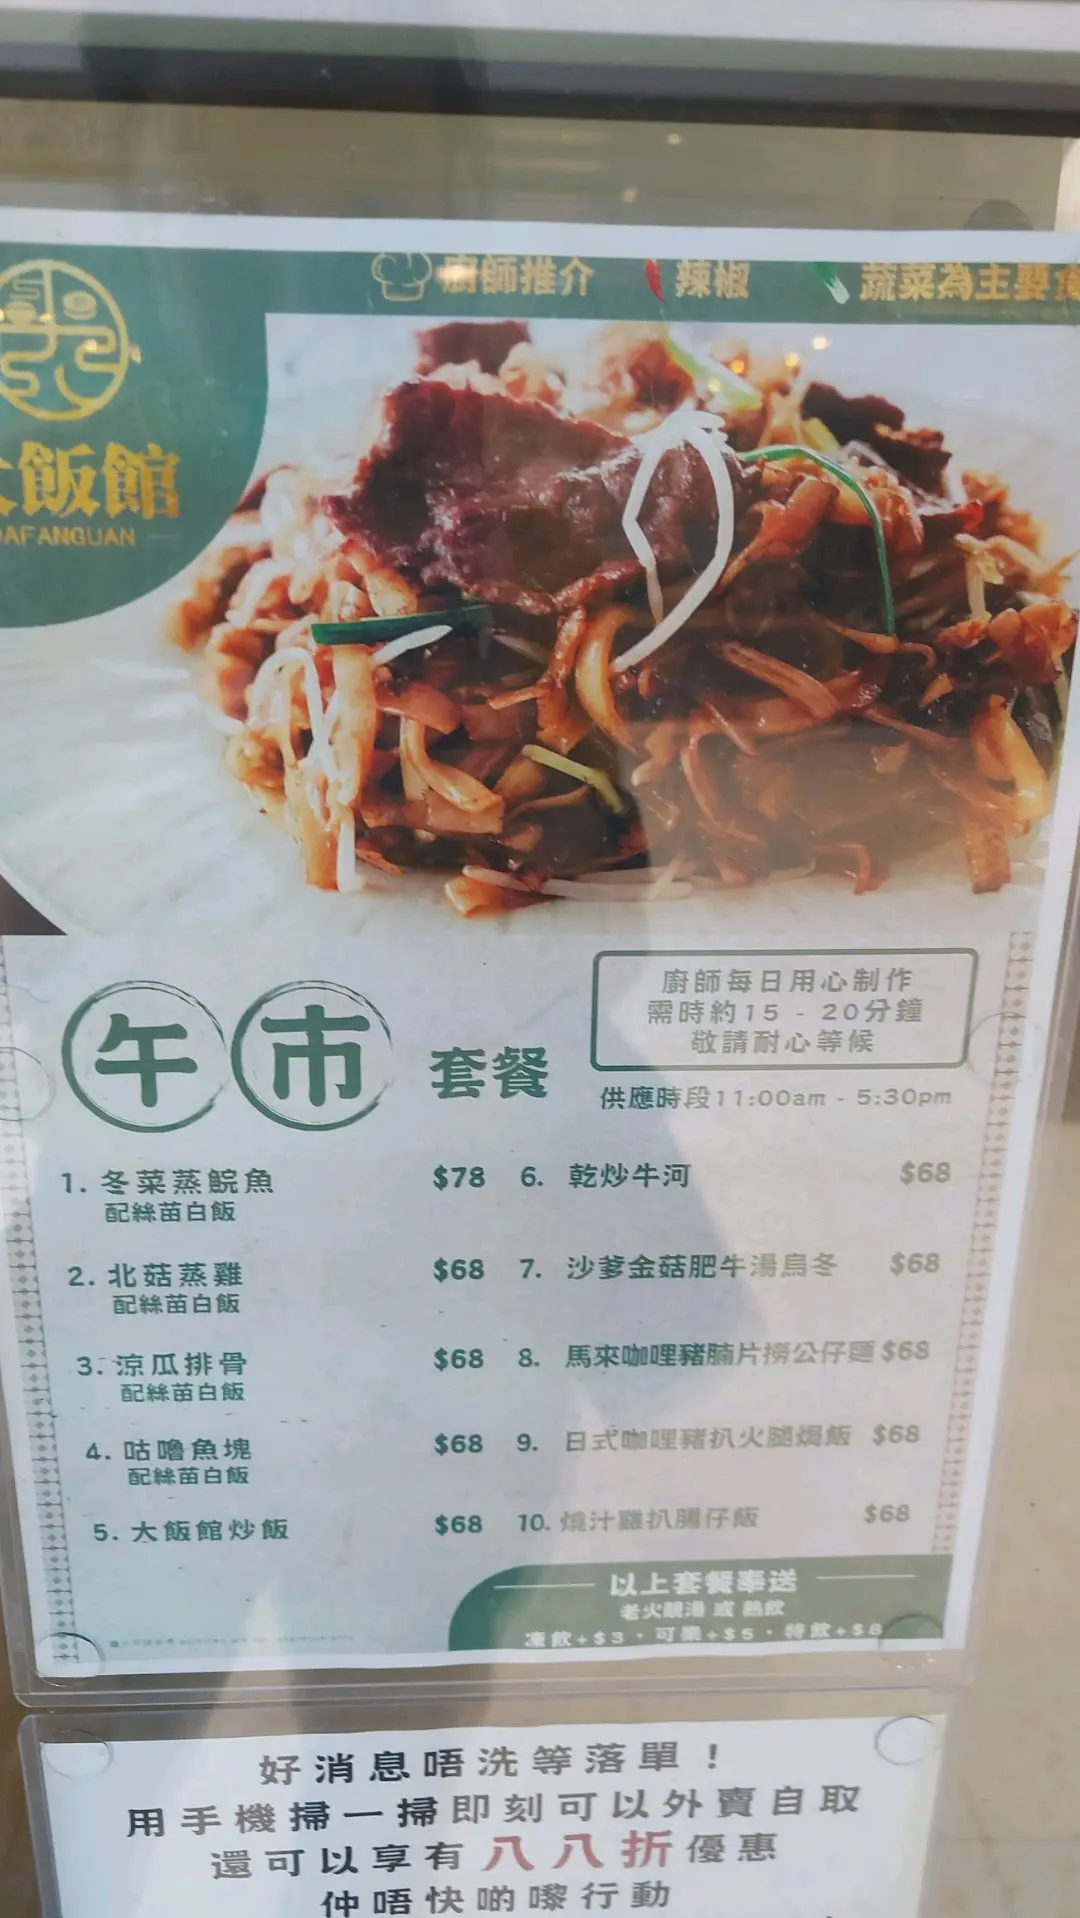 廚師推介 辣椒 蔬菜為主要食
飯館
DAFANGUAN
午市套餐
廚師每日用心制作
需時約15 - 20分鐘
敬請耐心等候
供應時段11:00am - 5:30pm
1. 冬菜蒸鯇魚 $78
配絲苗白飯
2. 北菇蒸雞 $68
配絲苗白飯
3. 涼瓜排骨 $68
配絲苗白飯
4. 咕嚕魚塊 $68
配絲苗白飯
5. 大飯館炒飯 $68
6. 乾炒牛河 $68
7. 沙爹金菇肥牛湯烏冬 $68
8. 馬來咖哩豬腩片撈公仔麵 $68
9. 日式咖哩豬扒火腿焗飯 $68
10. 燒汁雞扒腸仔飯 $68
以上套餐奉送
老火靚湯 或 熱飲
凍飲+$3 · 可樂+$5 · 特飲+$8
好消息唔洗等落單！
用手機掃一掃即刻可以外賣自取
還可以享有八八折優惠
仲唔快啲嚟行動